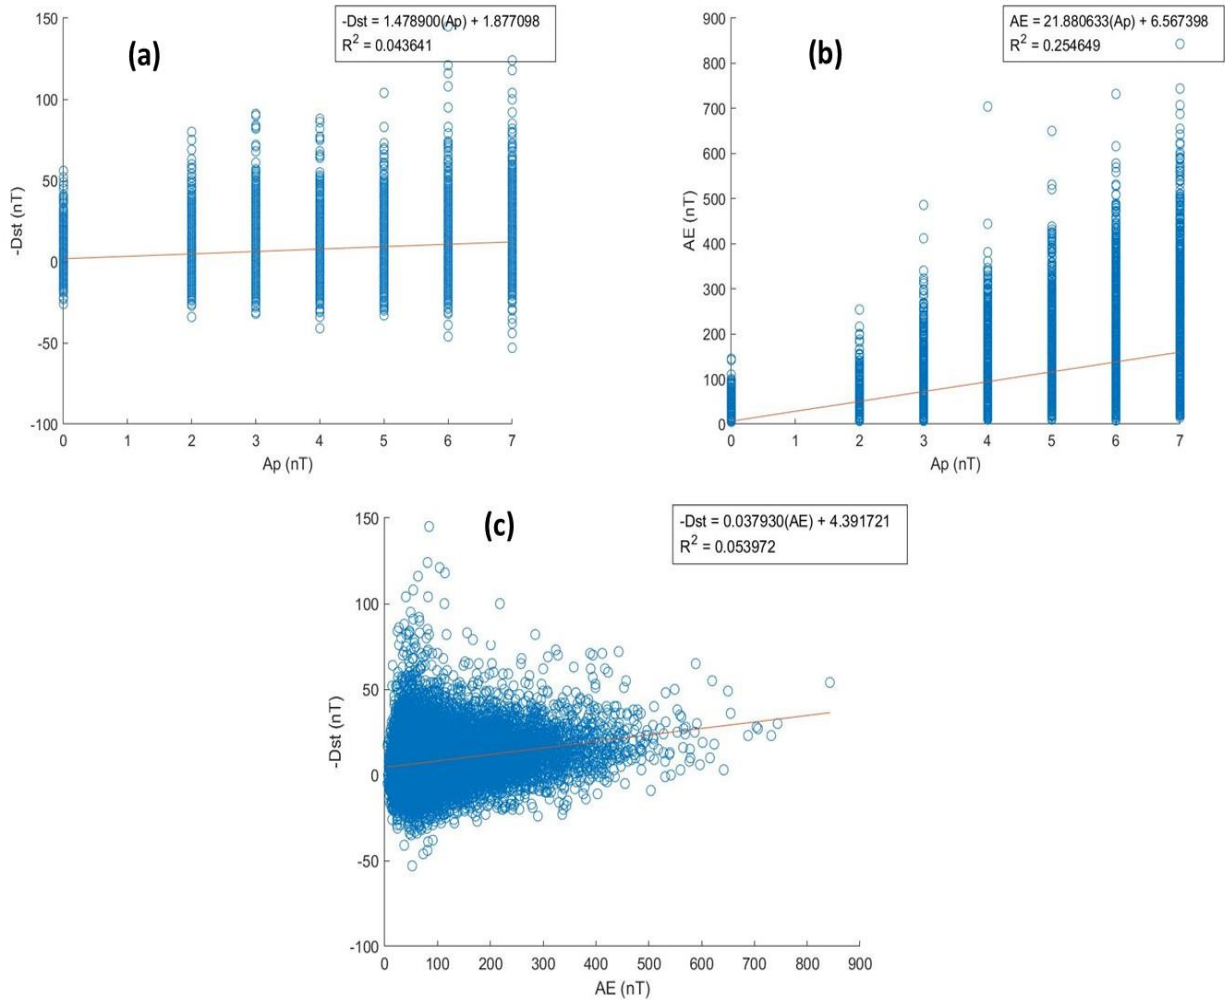 (a)
-Dst = 1.478900(Ap) + 1.877098
R² = 0.043641
150
100
50
0
-50
-100
-Dst (nT)
0 1 2 3 4 5 6 7
Ap (nT)
(b)
AE = 21.880633(Ap) + 6.567398
R² = 0.254649
900
800
700
600
500
400
300
200
100
0
AE (nT)
0 1 2 3 4 5 6 7
Ap (nT)
(c)
-Dst = 0.037930(AE) + 4.391721
R² = 0.053972
150
100
50
0
-50
-100
-Dst (nT)
0 100 200 300 400 500 600 700 800 900
AE (nT)